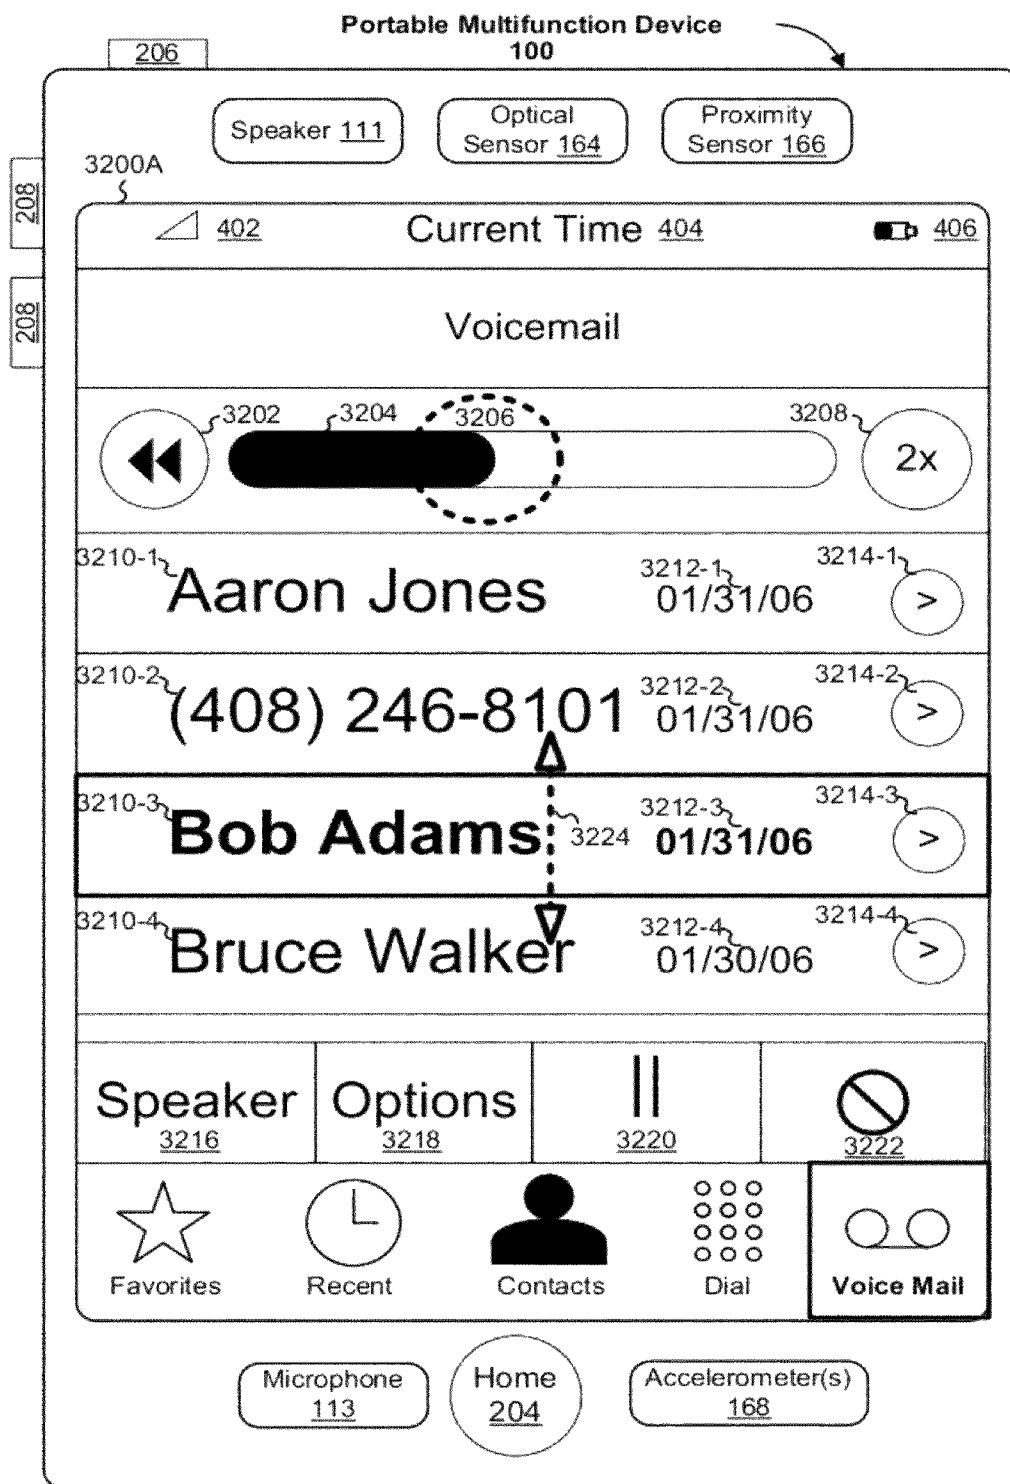 Portable Multifunction Device
100
206
Speaker 111
Optical
Sensor 164
Proximity
Sensor 166
208
208
3200A
402
Current Time 404
406
Voicemail
3202
3204
3206
3208
2x
3210-1
Aaron Jones
3212-1
01/31/06
3214-1
>
3210-2
(408) 246-8101
3212-2
01/31/06
3214-2
>
3210-3
Bob Adams
3224
3212-3
01/31/06
3214-3
>
3210-4
Bruce Walker
3212-4
01/30/06
3214-4
>
Speaker
3216
Options
3218
3220
3222
Favorites
Recent
Contacts
Dial
Voice Mail
Microphone
113
Home
204
Accelerometer(s)
168